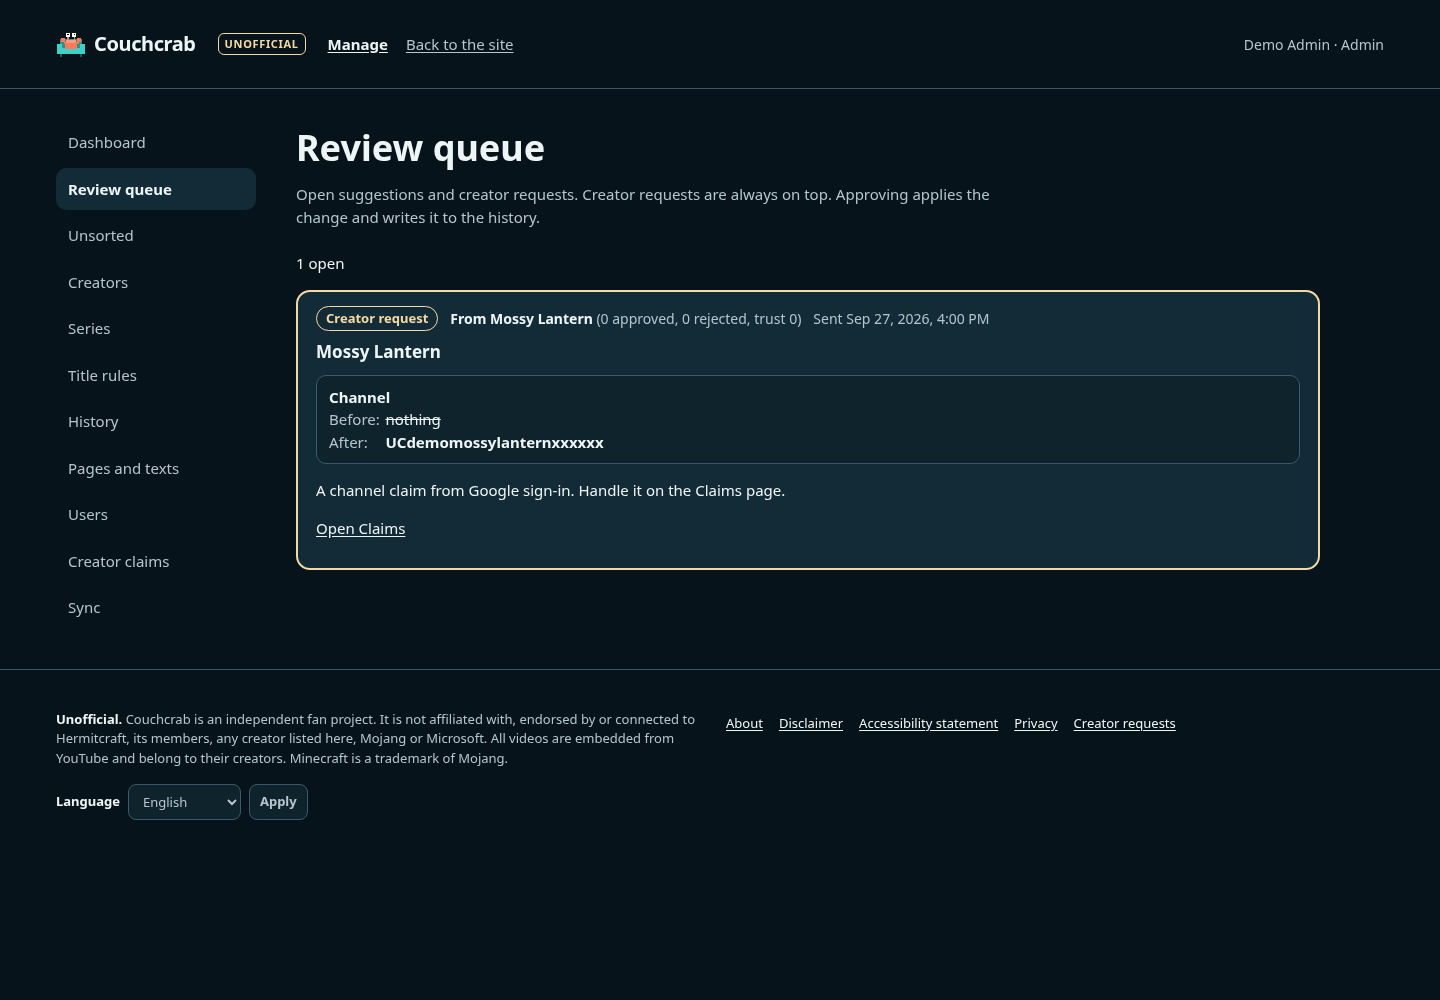 Couchcrab
UNOFFICIAL
Manage
Back to the site
Demo Admin · Admin
Dashboard
Review queue
Unsorted
Creators
Series
Title rules
History
Pages and texts
Users
Creator claims
Sync
Review queue
Open suggestions and creator requests. Creator requests are always on top. Approving applies the
change and writes it to the history.
1 open
Creator request From Mossy Lantern (0 approved, 0 rejected, trust 0) Sent Sep 27, 2026, 4:00 PM
Mossy Lantern
Channel
Before: nothing
After: UCdemomossylanternxxxxxx
A channel claim from Google sign-in. Handle it on the Claims page.
Open Claims
Unofficial. Couchcrab is an independent fan project. It is not affiliated with, endorsed by or connected to
Hermitcraft, its members, any creator listed here, Mojang or Microsoft. All videos are embedded from
YouTube and belong to their creators. Minecraft is a trademark of Mojang.
About Disclaimer Accessibility statement Privacy Creator requests
Language English Apply